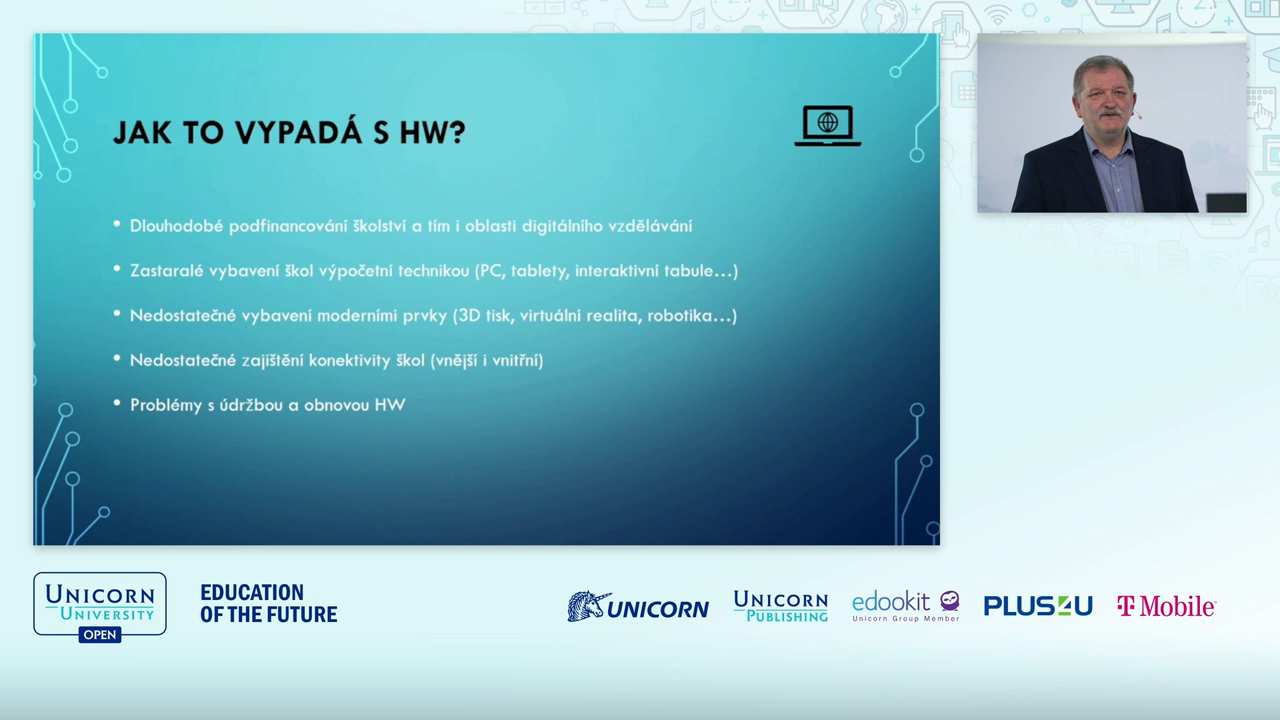 JAK TO VYPADÁ S HW?
• Dlouhodobé podfinancování školství a tím i oblasti digitálního vzdělávání
• Zastaralé vybavení škol výpočetní technikou (PC, tablety, interaktivní tabule...)
• Nedostatečné vybavení moderními prvky (3D tisk, virtuální realita, robotika...)
• Nedostatečné zajištění konektivity škol (vnější i vnitřní)
• Problémy s údržbou a obnovou HW
UNICORN
UNIVERSITY
OPEN
EDUCATION
OF THE FUTURE
UNICORN
UNICORN
PUBLISHING
edookit
Unicorn Group Member
PLUS4U
T Mobile